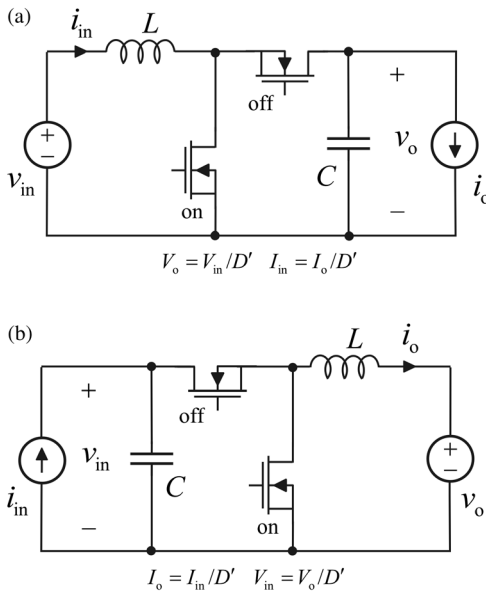 (a)
i_in L
off
+
v_in + − on C v_o i_o
−
V_o = V_in/D′ I_in = I_o/D′
(b)
L i_o
+ off
i_in v_in C on + − v_o
−
I_o = I_in/D′ V_in = V_o/D′